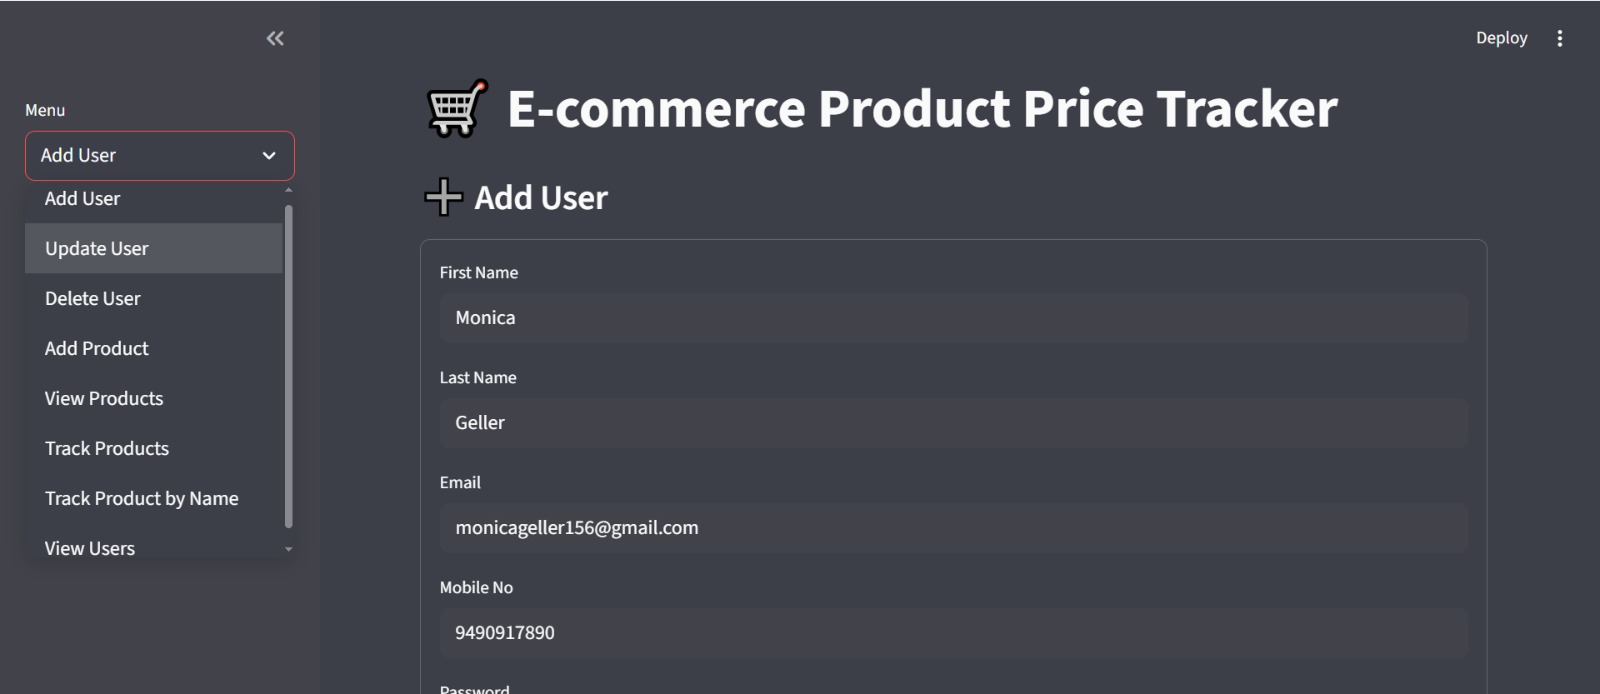 Deploy
Menu
Add User
Add User
Update User
Delete User
Add Product
View Products
Track Products
Track Product by Name
View Users
E-commerce Product Price Tracker
Add User
First Name
Monica
Last Name
Geller
Email
monicageller156@gmail.com
Mobile No
9490917890
Password